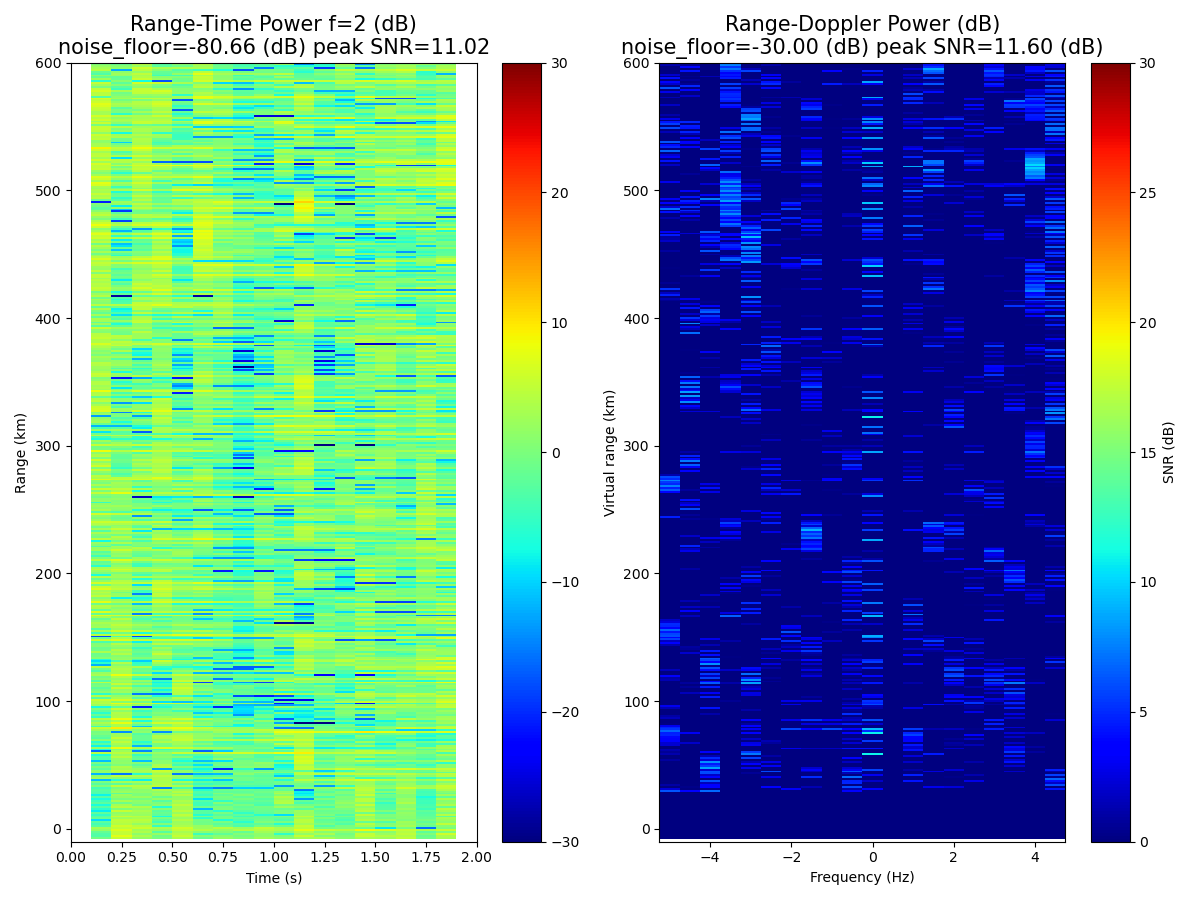 Range-Time Power f=2 (dB)
noise_floor=-80.66 (dB) peak SNR=11.02
600
500
400
300
200
100
0
Range (km)
0.00 0.25 0.50 0.75 1.00 1.25 1.50 1.75 2.00
Time (s)
30
20
10
0
−10
−20
−30
Range-Doppler Power (dB)
noise_floor=-30.00 (dB) peak SNR=11.60 (dB)
600
500
400
300
200
100
0
Virtual range (km)
−4 −2 0 2 4
Frequency (Hz)
30
25
20
15
10
5
0
SNR (dB)